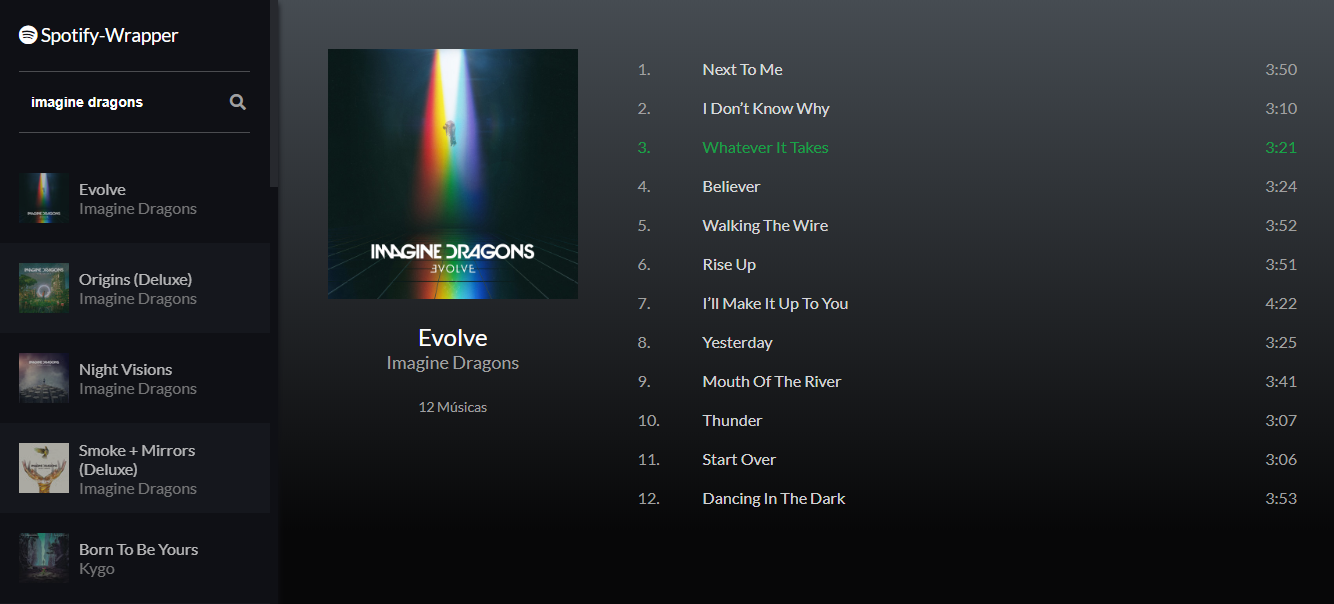 Spotify-Wrapper
imagine dragons
Evolve
Imagine Dragons
Origins (Deluxe)
Imagine Dragons
Night Visions
Imagine Dragons
Smoke + Mirrors
(Deluxe)
Imagine Dragons
Born To Be Yours
Kygo
IMAGINE DRAGONS
EVOLVE
Evolve
Imagine Dragons
12 Músicas
1. Next To Me 3:50
2. I Don’t Know Why 3:10
3. Whatever It Takes 3:21
4. Believer 3:24
5. Walking The Wire 3:52
6. Rise Up 3:51
7. I’ll Make It Up To You 4:22
8. Yesterday 3:25
9. Mouth Of The River 3:41
10. Thunder 3:07
11. Start Over 3:06
12. Dancing In The Dark 3:53